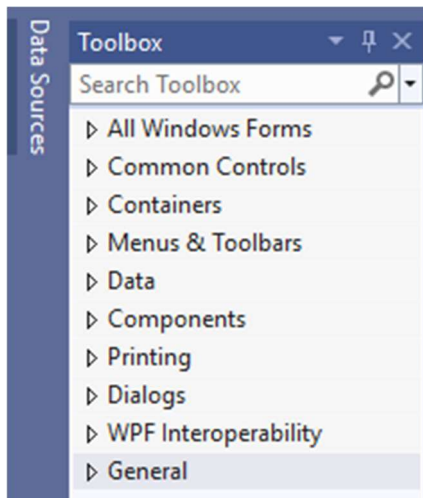 Data Sources
Toolbox
Search Toolbox
All Windows Forms
Common Controls
Containers
Menus & Toolbars
Data
Components
Printing
Dialogs
WPF Interoperability
General